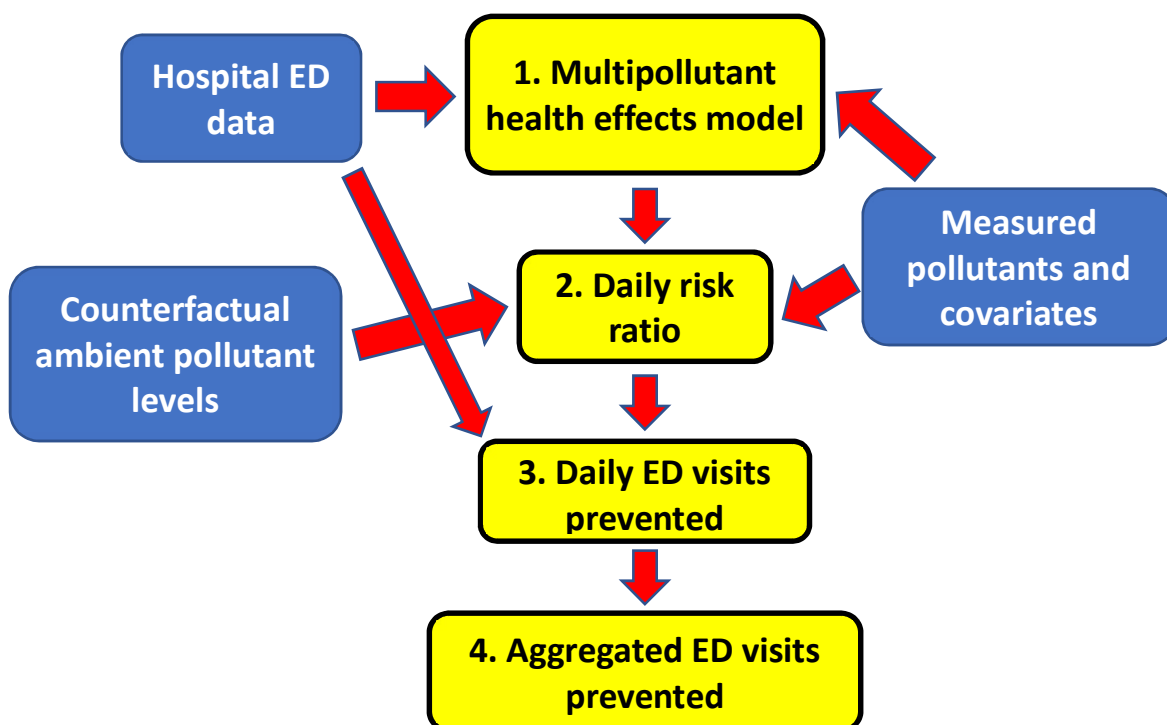 Hospital ED
data
1. Multipollutant
health effects model
Measured
pollutants and
covariates
2. Daily risk
ratio
Counterfactual
ambient pollutant
levels
3. Daily ED visits
prevented
4. Aggregated ED visits
prevented